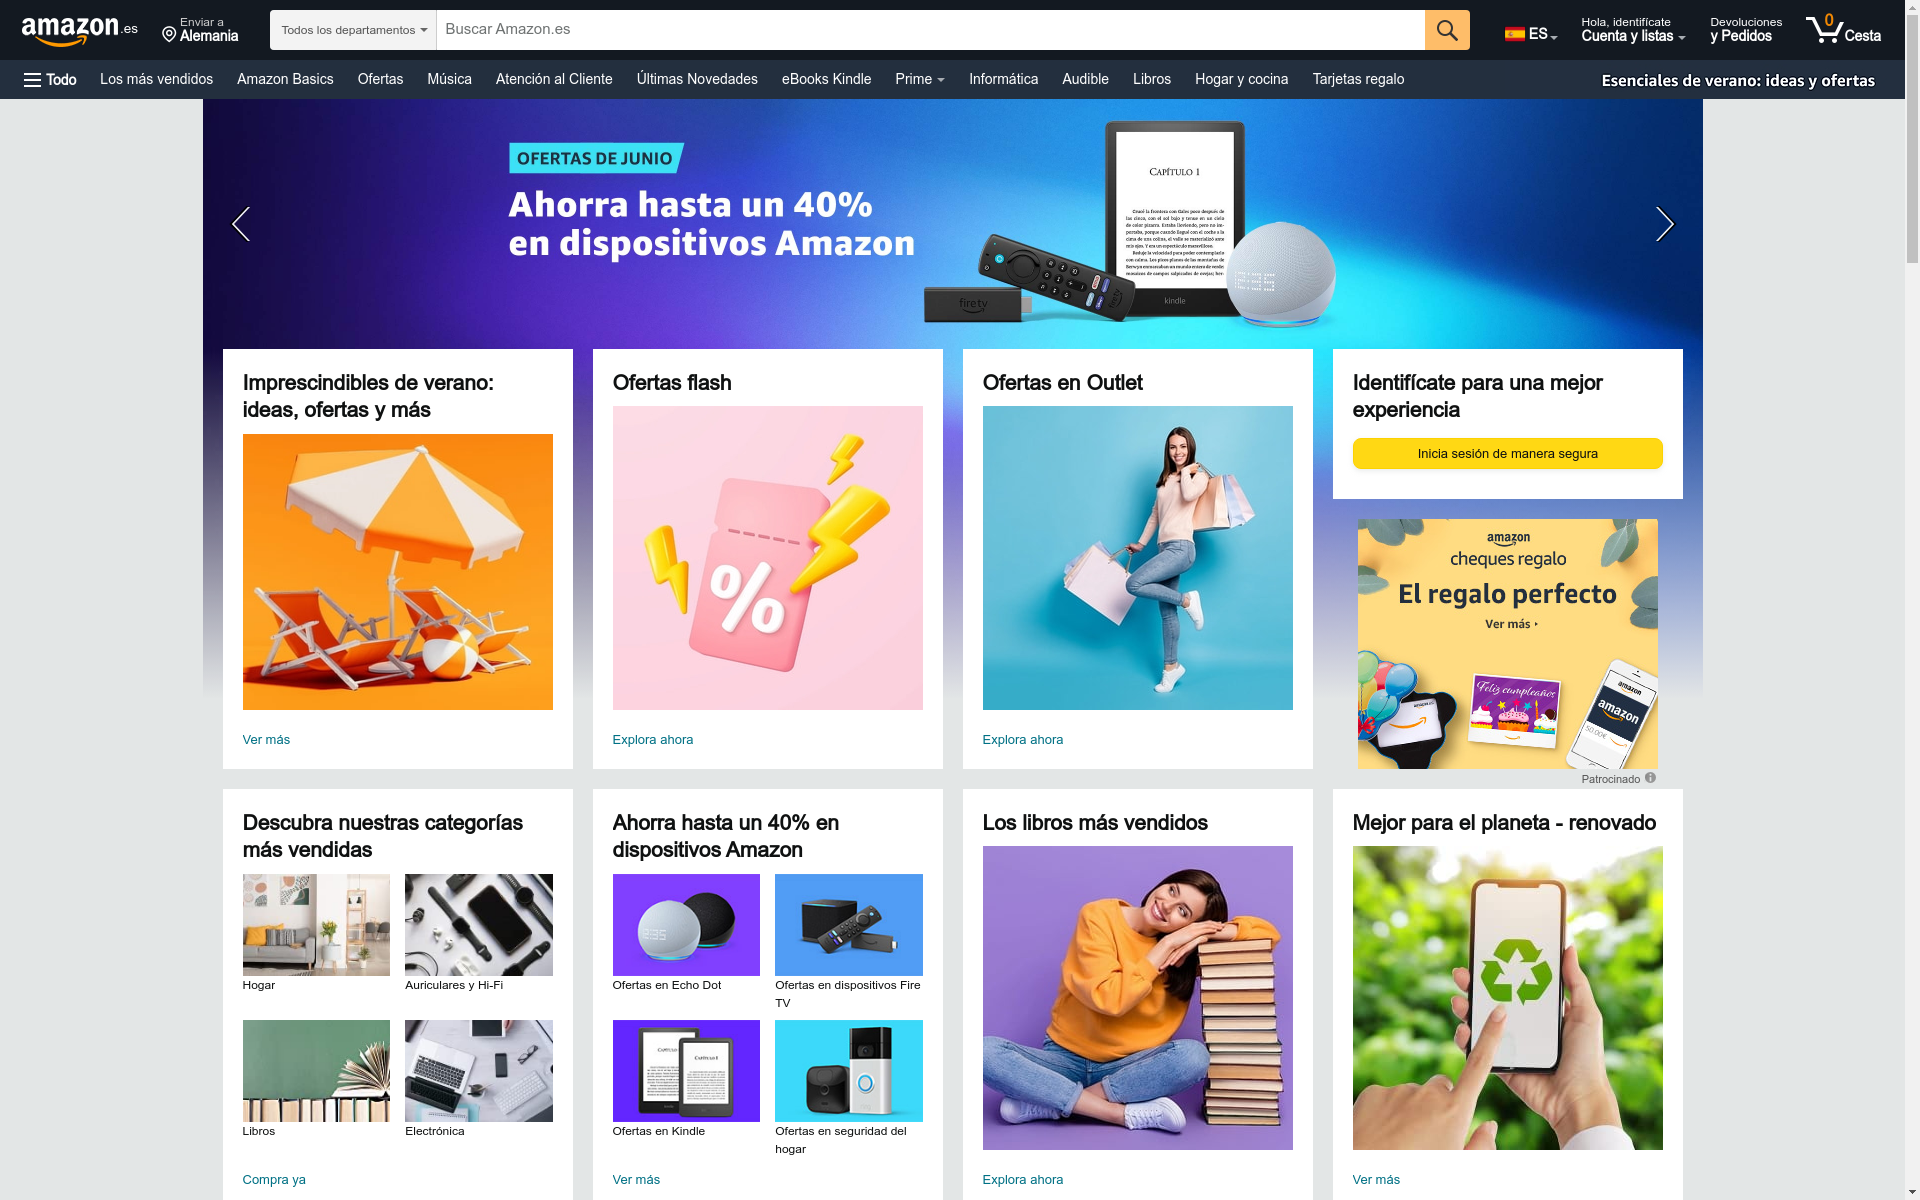 amazon.es
Enviar a
Alemania
Todos los departamentos
Buscar Amazon.es
ES
Hola, identifícate
Cuenta y listas
Devoluciones
y Pedidos
0
Cesta
Todo
Los más vendidos
Amazon Basics
Ofertas
Música
Atención al Cliente
Últimas Novedades
eBooks Kindle
Prime
Informática
Audible
Libros
Hogar y cocina
Tarjetas regalo
Esenciales de verano: ideas y ofertas
OFERTAS DE JUNIO
Ahorra hasta un 40%
en dispositivos Amazon
CAPÍTULO 1
firetv
kindle
Imprescindibles de verano:
ideas, ofertas y más
Ver más
Ofertas flash
%
Explora ahora
Ofertas en Outlet
Explora ahora
Identifícate para una mejor
experiencia
Inicia sesión de manera segura
amazon
cheques regalo
El regalo perfecto
Ver más
Feliz cumpleaños
amazon
amazon
50,00€
Patrocinado
Descubra nuestras categorías
más vendidas
Hogar
Auriculares y Hi-Fi
Libros
Electrónica
Compra ya
Ahorra hasta un 40% en
dispositivos Amazon
Ofertas en Echo Dot
Ofertas en dispositivos Fire
TV
Ofertas en Kindle
Ofertas en seguridad del
hogar
Ver más
Los libros más vendidos
Explora ahora
Mejor para el planeta - renovado
Ver más